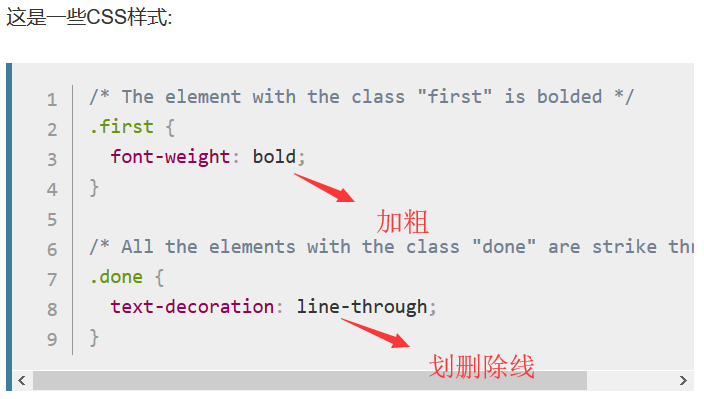 这是一些CSS样式:
1 /* The element with the class "first" is bolded */
2 .first {
3 font-weight: bold;
4 }
加粗
5
6 /* All the elements with the class "done" are strike thr
7 .done {
8 text-decoration: line-through;
9 }
划删除线